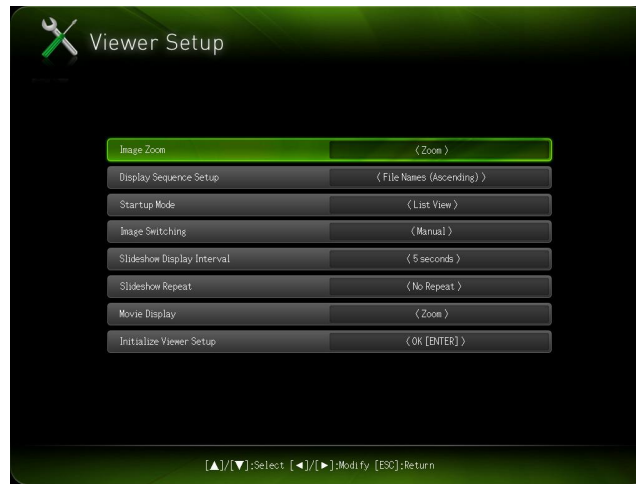 Viewer Setup
Image Zoom 〈 Zoom 〉
Display Sequence Setup 〈 File Names (Ascending) 〉
Startup Mode 〈 List View 〉
Image Switching 〈 Manual 〉
Slideshow Display Interval 〈 5 seconds 〉
Slideshow Repeat 〈 No Repeat 〉
Movie Display 〈 Zoom 〉
Initialize Viewer Setup 〈 OK [ENTER] 〉
[▲]/[▼]:Select [◄]/[►]:Modify [ESC]:Return